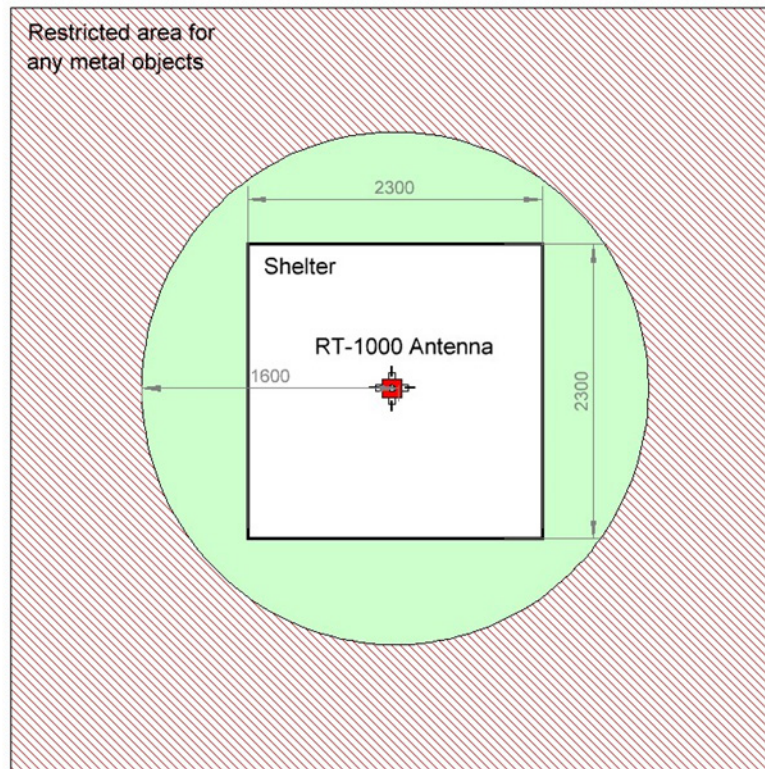 Restricted area for
any metal objects
2300
Shelter
RT-1000 Antenna
1600
2300